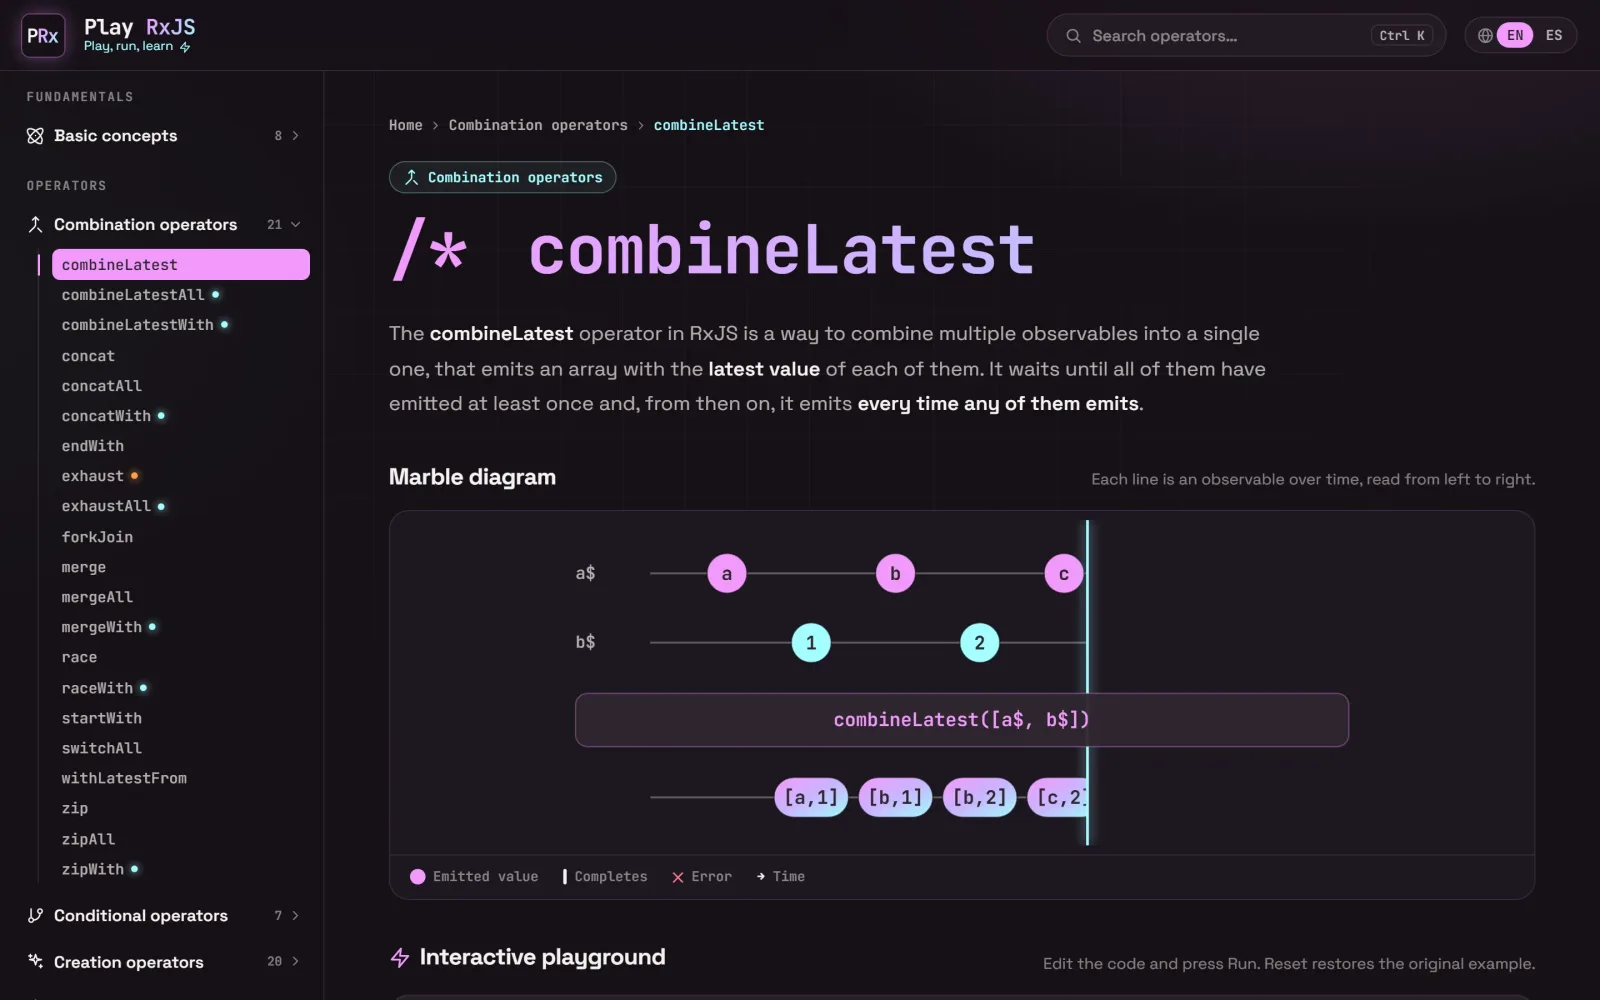 PRx
Play RxJS
Play, run, learn
Search operators...
Ctrl K
EN
ES
FUNDAMENTALS
Basic concepts
8
OPERATORS
Combination operators
21
combineLatest
combineLatestAll
combineLatestWith
concat
concatAll
concatWith
endWith
exhaust
exhaustAll
forkJoin
merge
mergeAll
mergeWith
race
raceWith
startWith
switchAll
withLatestFrom
zip
zipAll
zipWith
Conditional operators
7
Creation operators
20
Home > Combination operators > combineLatest
Combination operators
/* combineLatest
The combineLatest operator in RxJS is a way to combine multiple observables into a single
one, that emits an array with the latest value of each of them. It waits until all of them have
emitted at least once and, from then on, it emits every time any of them emits.
Marble diagram
Each line is an observable over time, read from left to right.
a$
a
b
c
b$
1
2
combineLatest([a$, b$])
[a,1]
[b,1]
[b,2]
[c,2]
Emitted value
Completes
Error
Time
Interactive playground
Edit the code and press Run. Reset restores the original example.